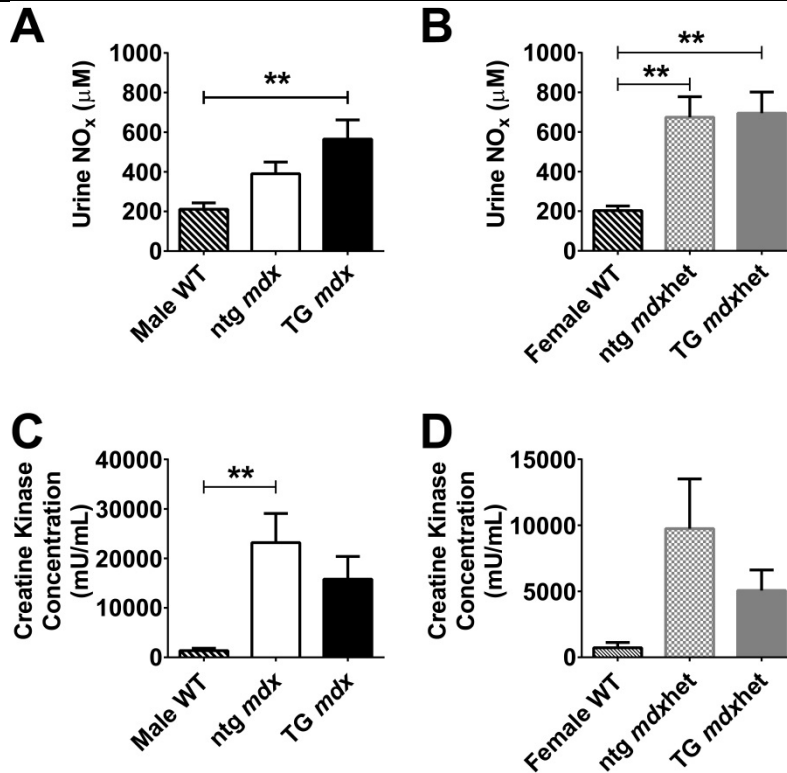 A
Urine NOx (μM)
1000
800
600
400
200
0
**
Male WT
ntg mdx
TG mdx
B
Urine NOx (μM)
1000
800
600
400
200
0
**
**
Female WT
ntg mdxhet
TG mdxhet
C
Creatine Kinase
Concentration
(mU/mL)
40000
30000
20000
10000
0
**
Male WT
ntg mdx
TG mdx
D
Creatine Kinase
Concentration
(mU/mL)
15000
10000
5000
0
Female WT
ntg mdxhet
TG mdxhet